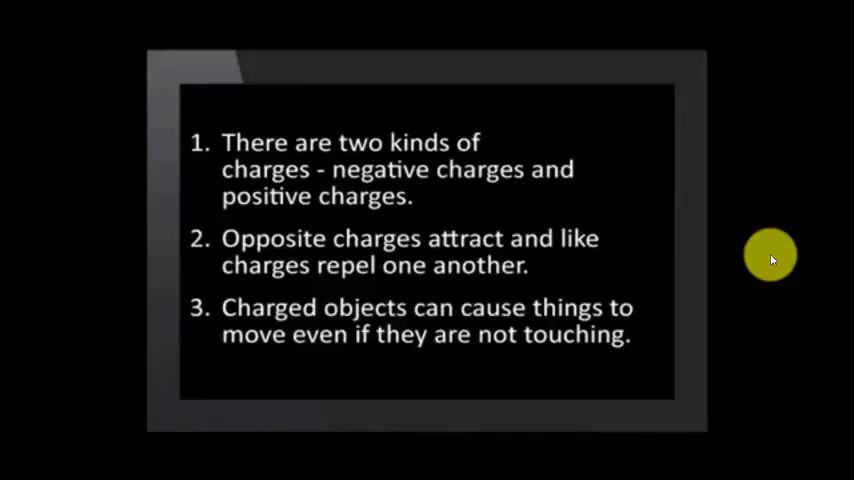 1. There are two kinds of
charges - negative charges and
positive charges.
2. Opposite charges attract and like
charges repel one another.
3. Charged objects can cause things to
move even if they are not touching.